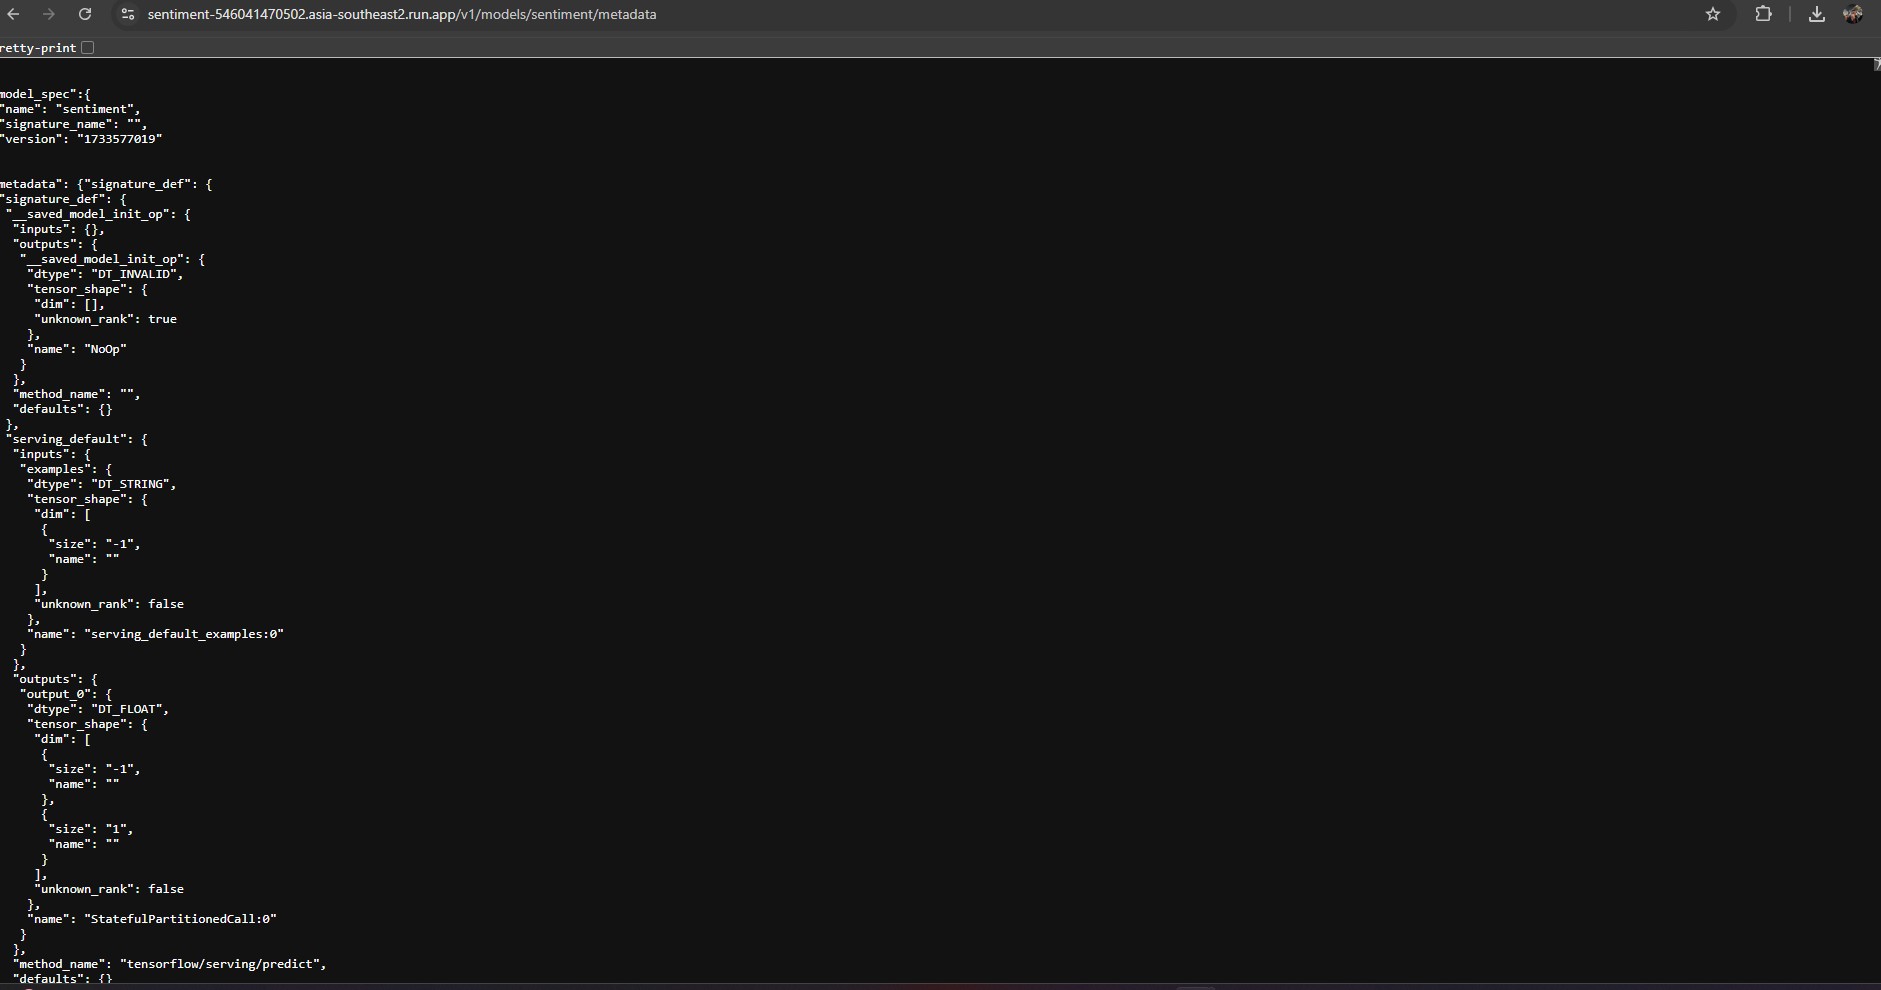 sentiment-546041470502.asia-southeast2.run.app/v1/models/sentiment/metadata
retty-print
model_spec":{
"name": "sentiment",
"signature_name": "",
"version": "1733577019"
metadata": {"signature_def": {
"signature_def": {
"__saved_model_init_op": {
"inputs": {},
"outputs": {
"__saved_model_init_op": {
"dtype": "DT_INVALID",
"tensor_shape": {
"dim": [],
"unknown_rank": true
},
"name": "NoOp"
}
},
"method_name": "",
"defaults": {}
},
"serving_default": {
"inputs": {
"examples": {
"dtype": "DT_STRING",
"tensor_shape": {
"dim": [
{
"size": "-1",
"name": ""
}
],
"unknown_rank": false
},
"name": "serving_default_examples:0"
}
},
"outputs": {
"output_0": {
"dtype": "DT_FLOAT",
"tensor_shape": {
"dim": [
{
"size": "-1",
"name": ""
},
{
"size": "1",
"name": ""
}
],
"unknown_rank": false
},
"name": "StatefulPartitionedCall:0"
}
},
"method_name": "tensorflow/serving/predict",
"defaults": {}